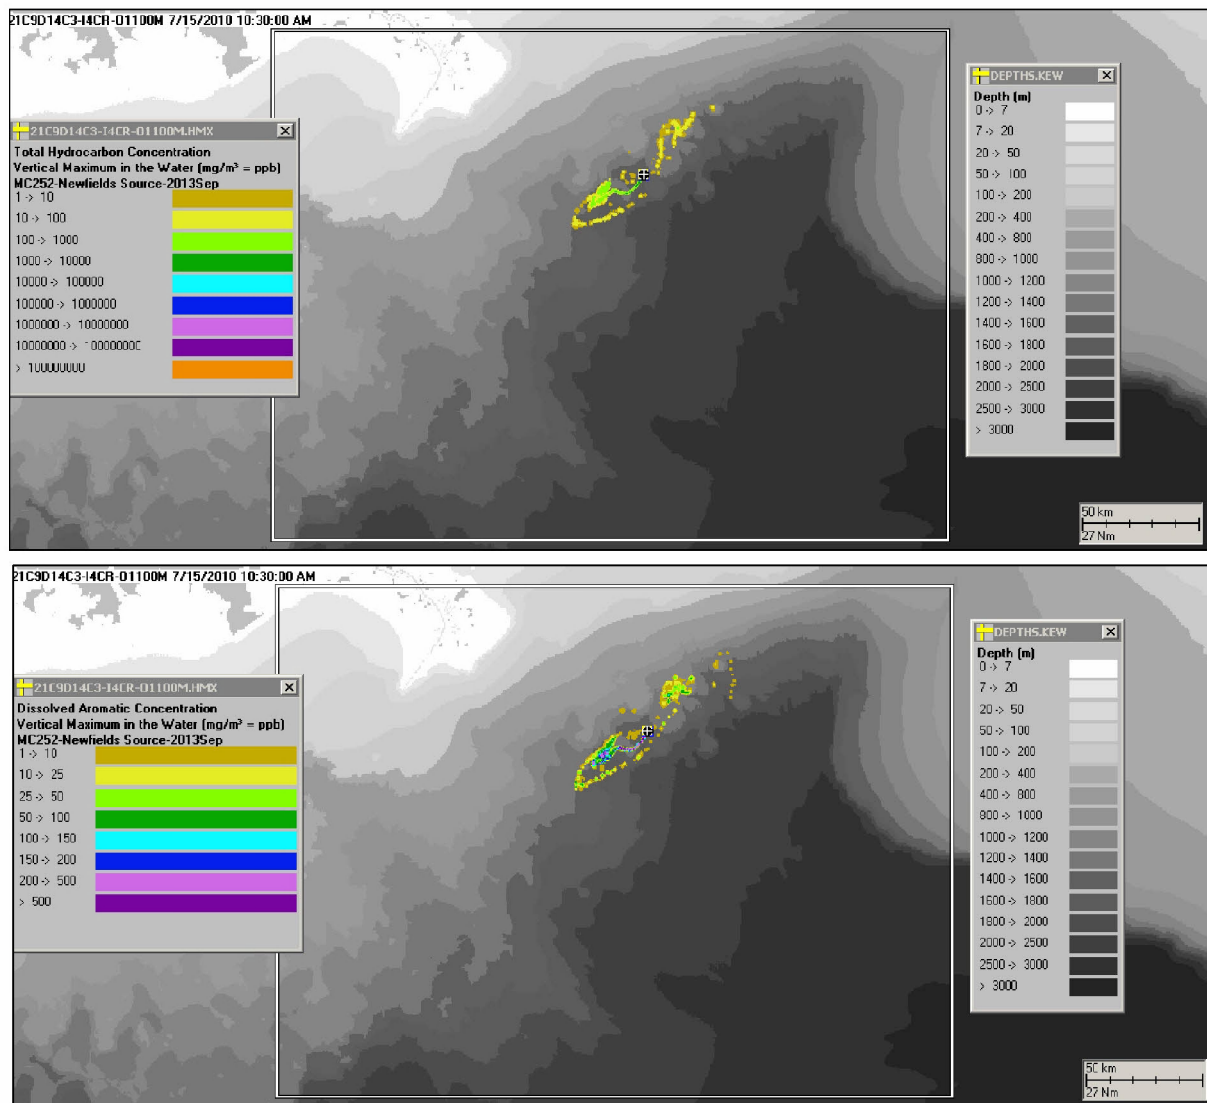 21C9D14C3-I4CR-01100M 7/15/2010 10:30:00 AM
21C9D14C3-I4CR-01100M.HMX
Total Hydrocarbon Concentration
Vertical Maximum in the Water (mg/m³ = ppb)
MC252-Newfields Source-2013Sep
1 -> 10
10 -> 100
100 -> 1000
1000 -> 10000
10000 -> 100000
100000 -> 1000000
1000000 -> 10000000
10000000 -> 100000000
> 100000000
DEPTHS.KEW
Depth (m)
0 -> 7
7 -> 20
20 -> 50
50 -> 100
100 -> 200
200 -> 400
400 -> 800
800 -> 1000
1000 -> 1200
1200 -> 1400
1400 -> 1600
1600 -> 1800
1800 -> 2000
2000 -> 2500
2500 -> 3000
> 3000
50 km
27 Nm
21C9D14C3-I4CR-01100M 7/15/2010 10:30:00 AM
21C9D14C3-I4CR-01100M.HMX
Dissolved Aromatic Concentration
Vertical Maximum in the Water (mg/m³ = ppb)
MC252-Newfields Source-2013Sep
1 -> 10
10 -> 25
25 -> 50
50 -> 100
100 -> 150
150 -> 200
200 -> 500
> 500
DEPTHS.KEW
Depth (m)
0 -> 7
7 -> 20
20 -> 50
50 -> 100
100 -> 200
200 -> 400
400 -> 800
800 -> 1000
1000 -> 1200
1200 -> 1400
1400 -> 1600
1600 -> 1800
1800 -> 2000
2000 -> 2500
2500 -> 3000
> 3000
50 km
27 Nm